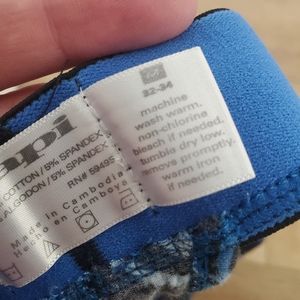 api
COTTON / 5% SPANDEX
ALGODON / 5% SPANDEX
RN# 59495
Made in Cambodia
Hecho en Camboya
32-34
machine
wash warm.
non-chlorine
bleach if needed.
tumble dry low.
remove promptly.
warm iron
if needed.